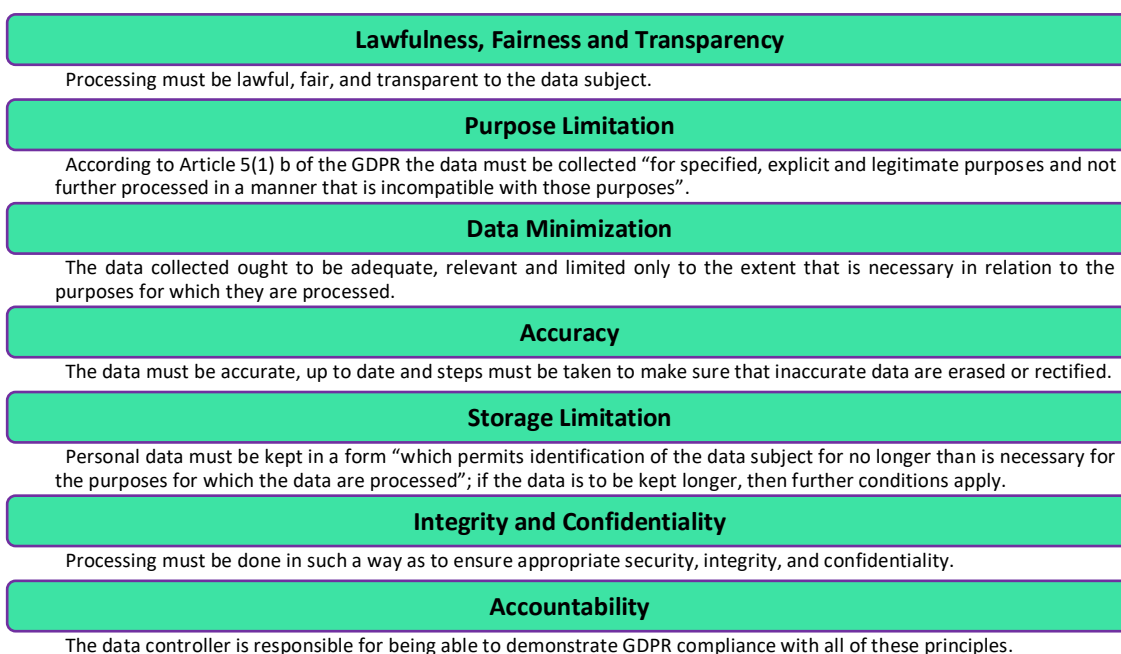 Lawfulness, Fairness and Transparency
Processing must be lawful, fair, and transparent to the data subject.
Purpose Limitation
According to Article 5(1) b of the GDPR the data must be collected “for specified, explicit and legitimate purposes and not
further processed in a manner that is incompatible with those purposes”.
Data Minimization
The data collected ought to be adequate, relevant and limited only to the extent that is necessary in relation to the
purposes for which they are processed.
Accuracy
The data must be accurate, up to date and steps must be taken to make sure that inaccurate data are erased or rectified.
Storage Limitation
Personal data must be kept in a form “which permits identification of the data subject for no longer than is necessary for
the purposes for which the data are processed”; if the data is to be kept longer, then further conditions apply.
Integrity and Confidentiality
Processing must be done in such a way as to ensure appropriate security, integrity, and confidentiality.
Accountability
The data controller is responsible for being able to demonstrate GDPR compliance with all of these principles.